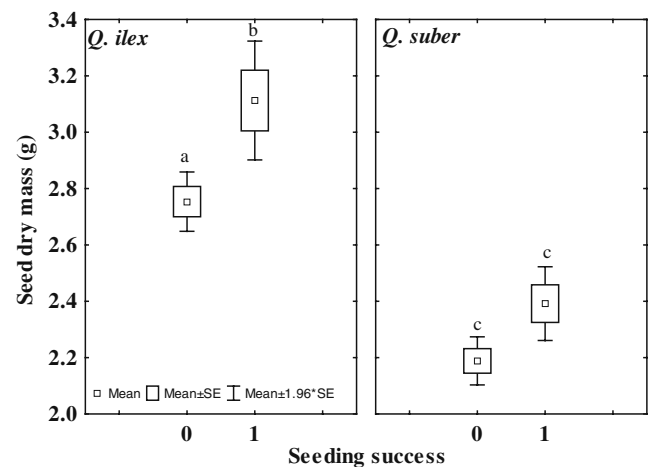 3.4
3.2
3.0
2.8
2.6
2.4
2.2
2.0
Seed dry mass (g)
Q. ilex
a
b
Mean
Mean±SE
Mean±1.96*SE
Q. suber
c
c
0
1
0
1
Seeding success